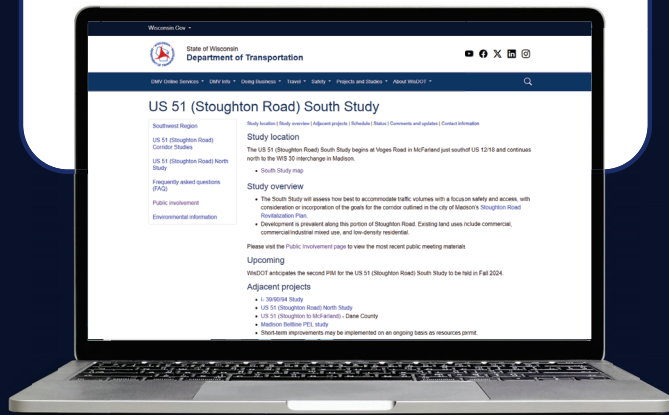 Wisconsin Gov
State of Wisconsin
Department of Transportation
DMV Online Services DMV Info Doing Business Travel Safety Projects and Studies About WisDOT
US 51 (Stoughton Road) South Study
Southwest Region
US 51 (Stoughton Road)
Corridor Studies
US 51 (Stoughton Road) North
Study
Frequently asked questions
(FAQ)
Public involvement
Environmental information
Study location | Study overview | Adjacent projects | Schedule | Status | Comments and updates | Contact information
Study location
The US 51 (Stoughton Road) South Study begins at Voges Road in McFarland just south of US 12/18 and continues
north to the WIS 30 interchange in Madison.
• South Study map
Study overview
• The South Study will assess how best to accommodate traffic volumes with a focus on safety and access, with
consideration or incorporation of the goals for the corridor outlined in the city of Madison's Stoughton Road
Revitalization Plan.
• Development is prevalent along this portion of Stoughton Road. Existing land uses include commercial,
commercial/industrial mixed use, and low-density residential.
Please visit the Public Involvement page to view the most recent public meeting materials
Upcoming
WisDOT anticipates the second PIM for the US 51 (Stoughton Road) South Study to be held in Fall 2024.
Adjacent projects
• I- 39/90/94 Study
• US 51 (Stoughton Road) North Study
• US 51 (Stoughton to McFarland) - Dane County
• Madison Beltline PEL study
• Short-term improvements may be implemented on an ongoing basis as resources permit.